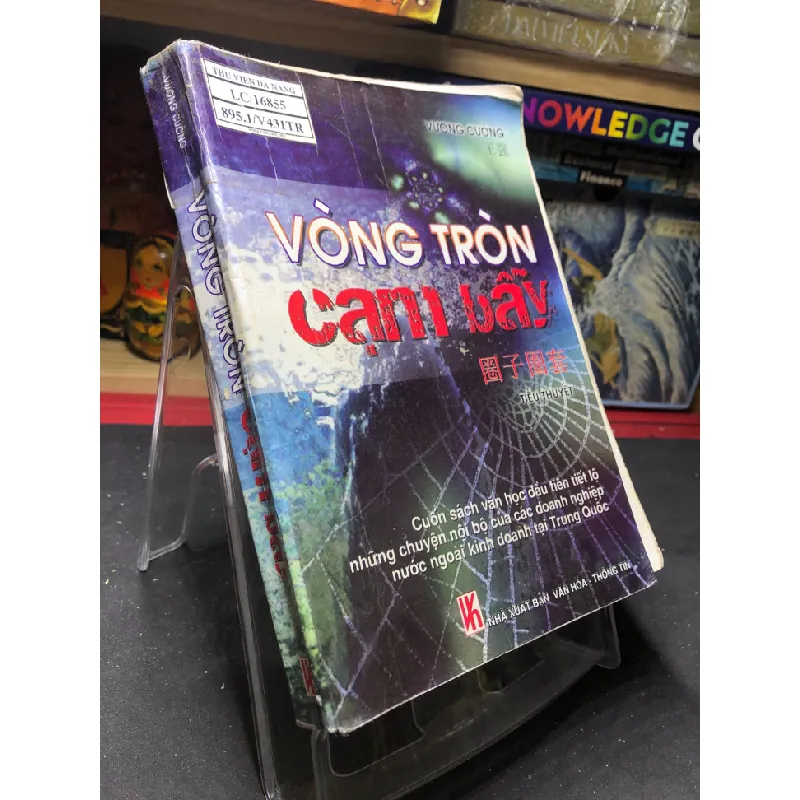 THƯ VIỆN ĐÀ NẴNG
LC 16855
895.1/V431TR
VƯƠNG CƯỜNG
王强
VÒNG TRÒN
cạm bẫy
圈子圈套
TIỂU THUYẾT
Cuốn sách văn học đầu tiên tiết lộ
những chuyện nội bộ của các doanh nghiệp
nước ngoài kinh doanh tại Trung Quốc
NHÀ XUẤT BẢN VĂN HÓA - THÔNG TIN
VÒNG TRÒN
NOWLEDGE
Finance